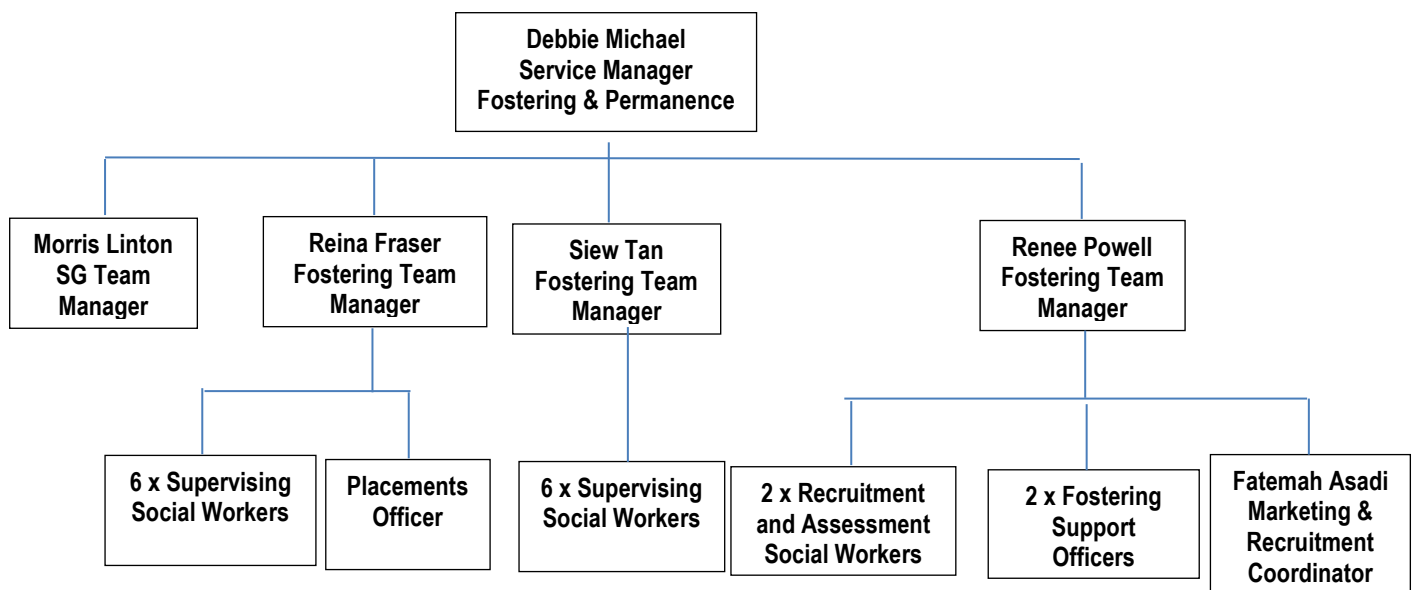 Debbie Michael
Service Manager
Fostering & Permanence
Morris Linton
SG Team
Manager
Reina Fraser
Fostering Team
Manager
Siew Tan
Fostering Team
Manager
Renee Powell
Fostering Team
Manager
6 x Supervising
Social Workers
Placements
Officer
6 x Supervising
Social Workers
2 x Recruitment
and Assessment
Social Workers
2 x Fostering
Support
Officers
Fatemah Asadi
Marketing &
Recruitment
Coordinator